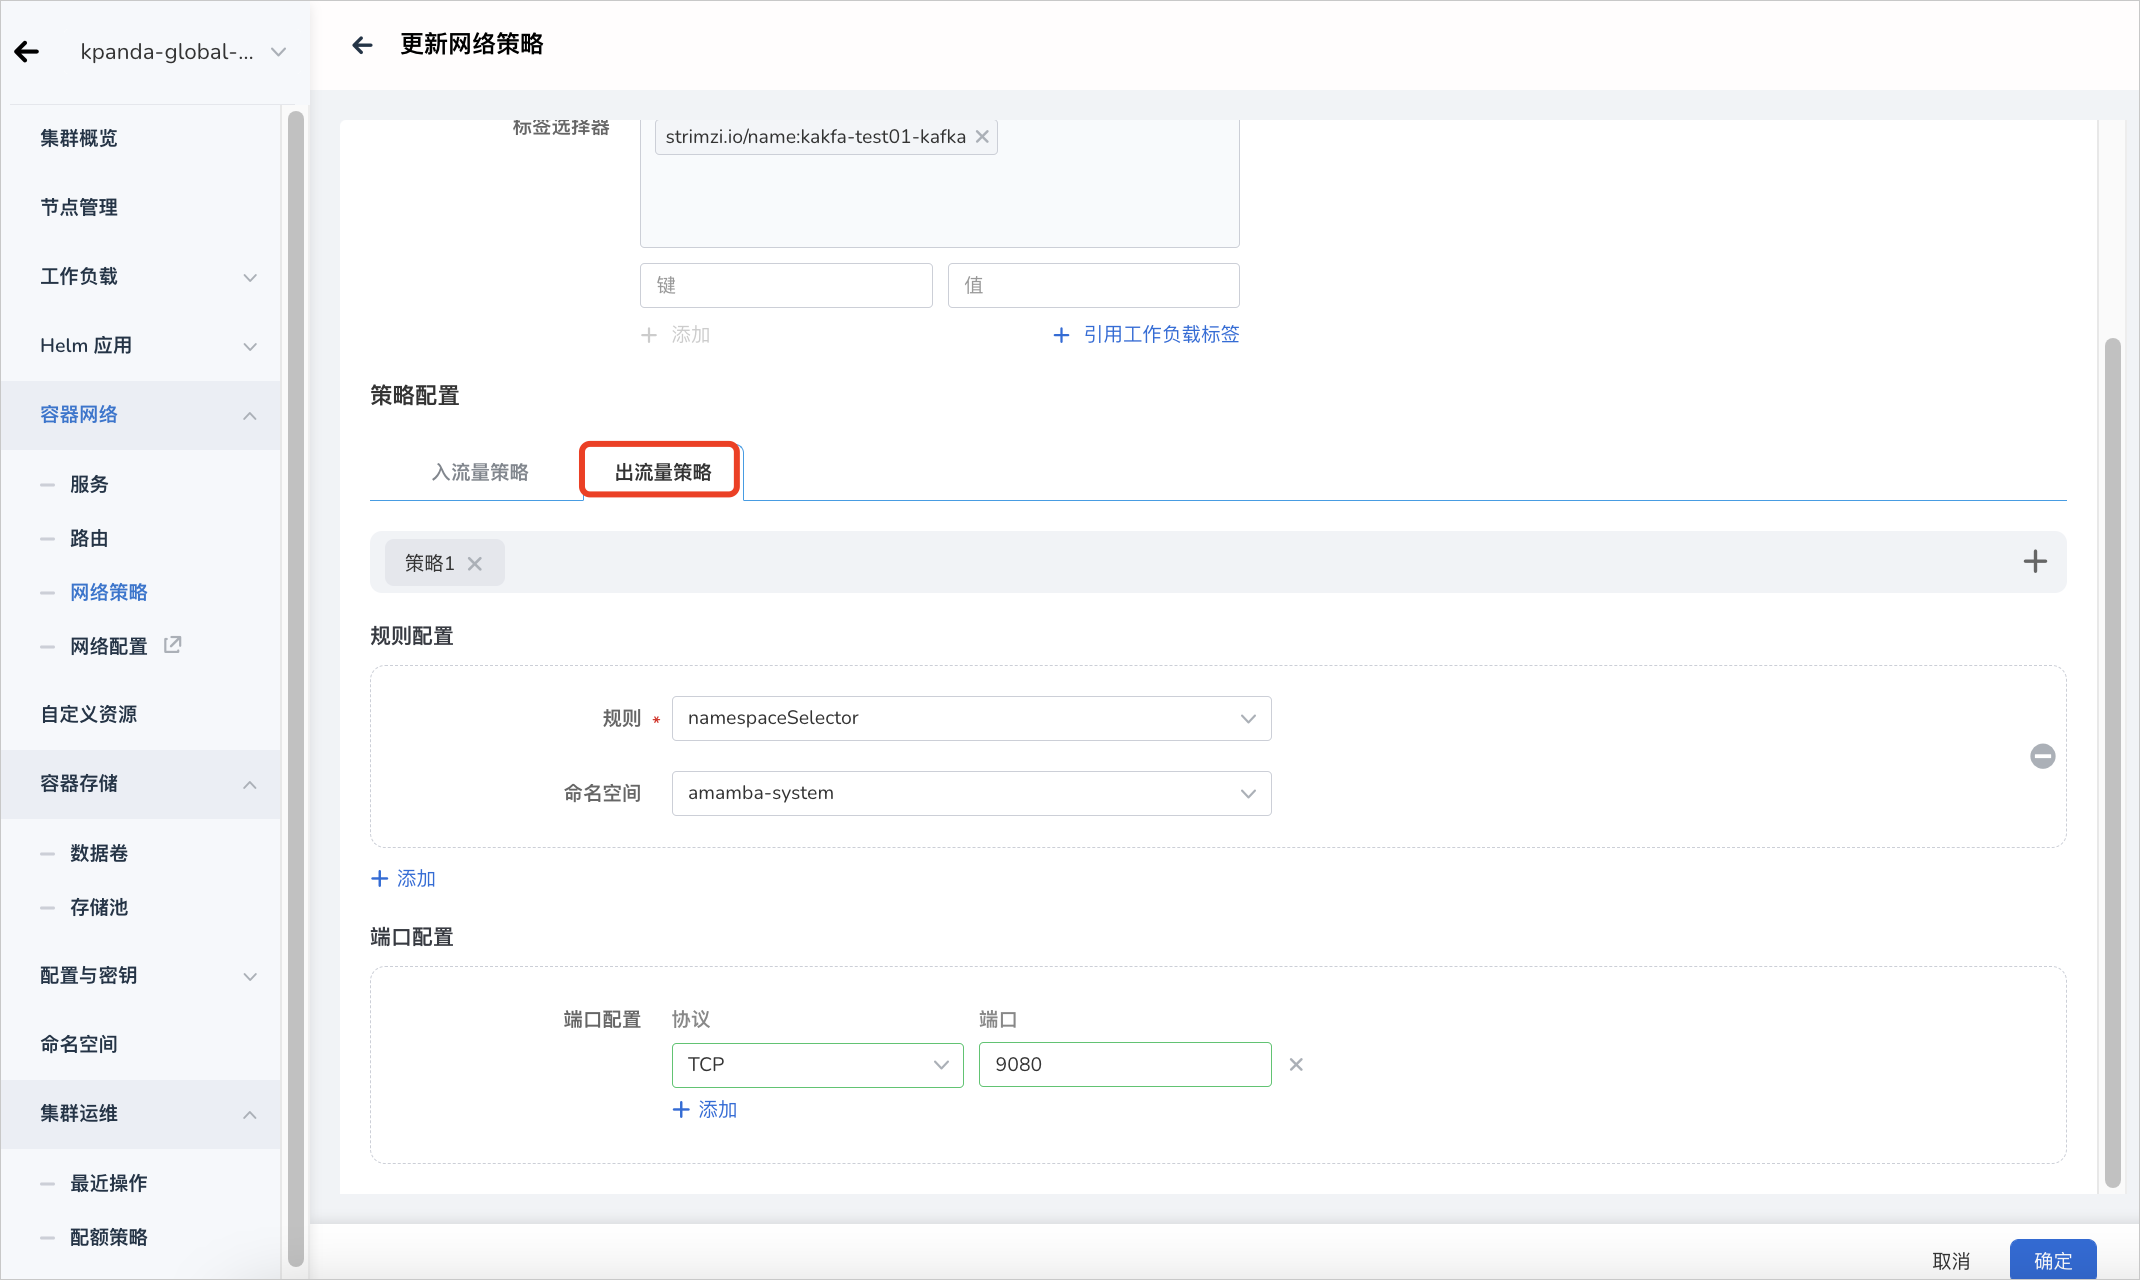 kpanda-global-...
集群概览
节点管理
工作负载
Helm 应用
容器网络
服务
路由
网络策略
网络配置
自定义资源
容器存储
数据卷
存储池
配置与密钥
命名空间
集群运维
最近操作
配额策略
更新网络策略
标签选择器
strimzi.io/name:kakfa-test01-kafka
键 值
添加 引用工作负载标签
策略配置
入流量策略 出流量策略
策略1
规则配置
规则 * namespaceSelector
命名空间 amamba-system
添加
端口配置
端口配置 协议 端口
TCP 9080
添加
取消 确定